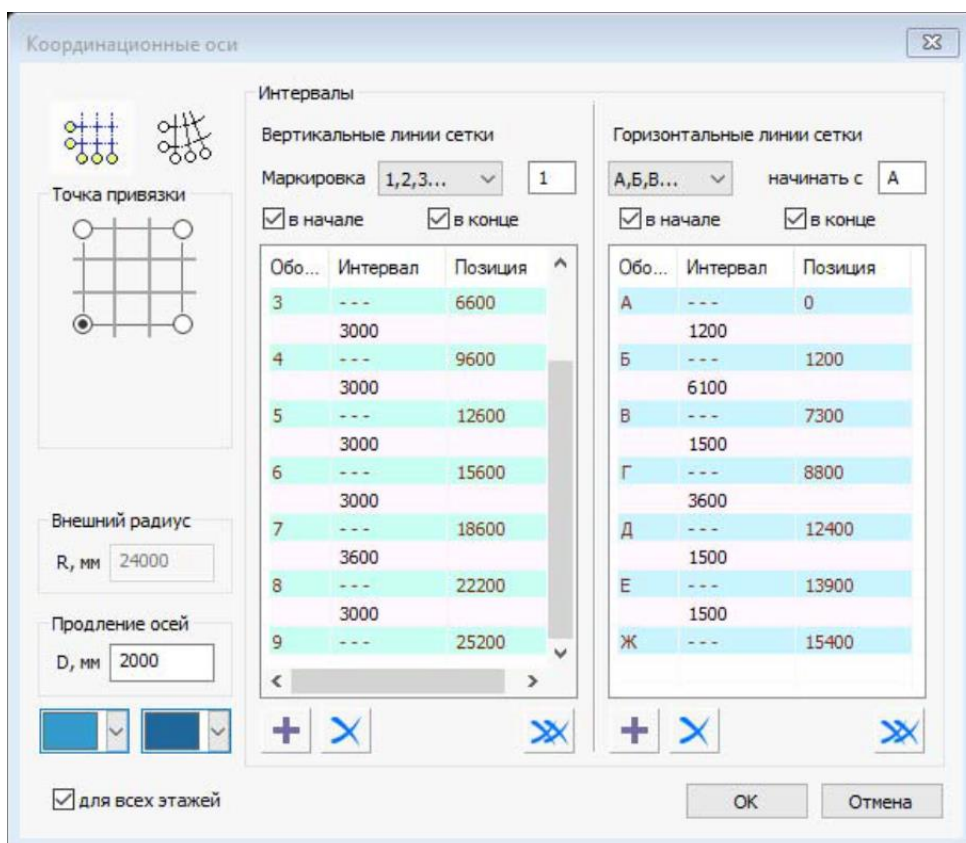 Координационные оси
Интервалы
Вертикальные линии сетки
Горизонтальные линии сетки
Маркировка 1,2,3... 1
А,Б,В... начинать с А
в начале в конце
в начале в конце
Точка привязки
Обо... Интервал Позиция
3 --- 6600
3000
4 --- 9600
3000
5 --- 12600
3000
6 --- 15600
3000
7 --- 18600
3600
8 --- 22200
3000
9 --- 25200
Обо... Интервал Позиция
А --- 0
1200
Б --- 1200
6100
В --- 7300
1500
Г --- 8800
3600
Д --- 12400
1500
Е --- 13900
1500
Ж --- 15400
Внешний радиус
R, мм 24000
Продление осей
D, мм 2000
для всех этажей
ОК
Отмена